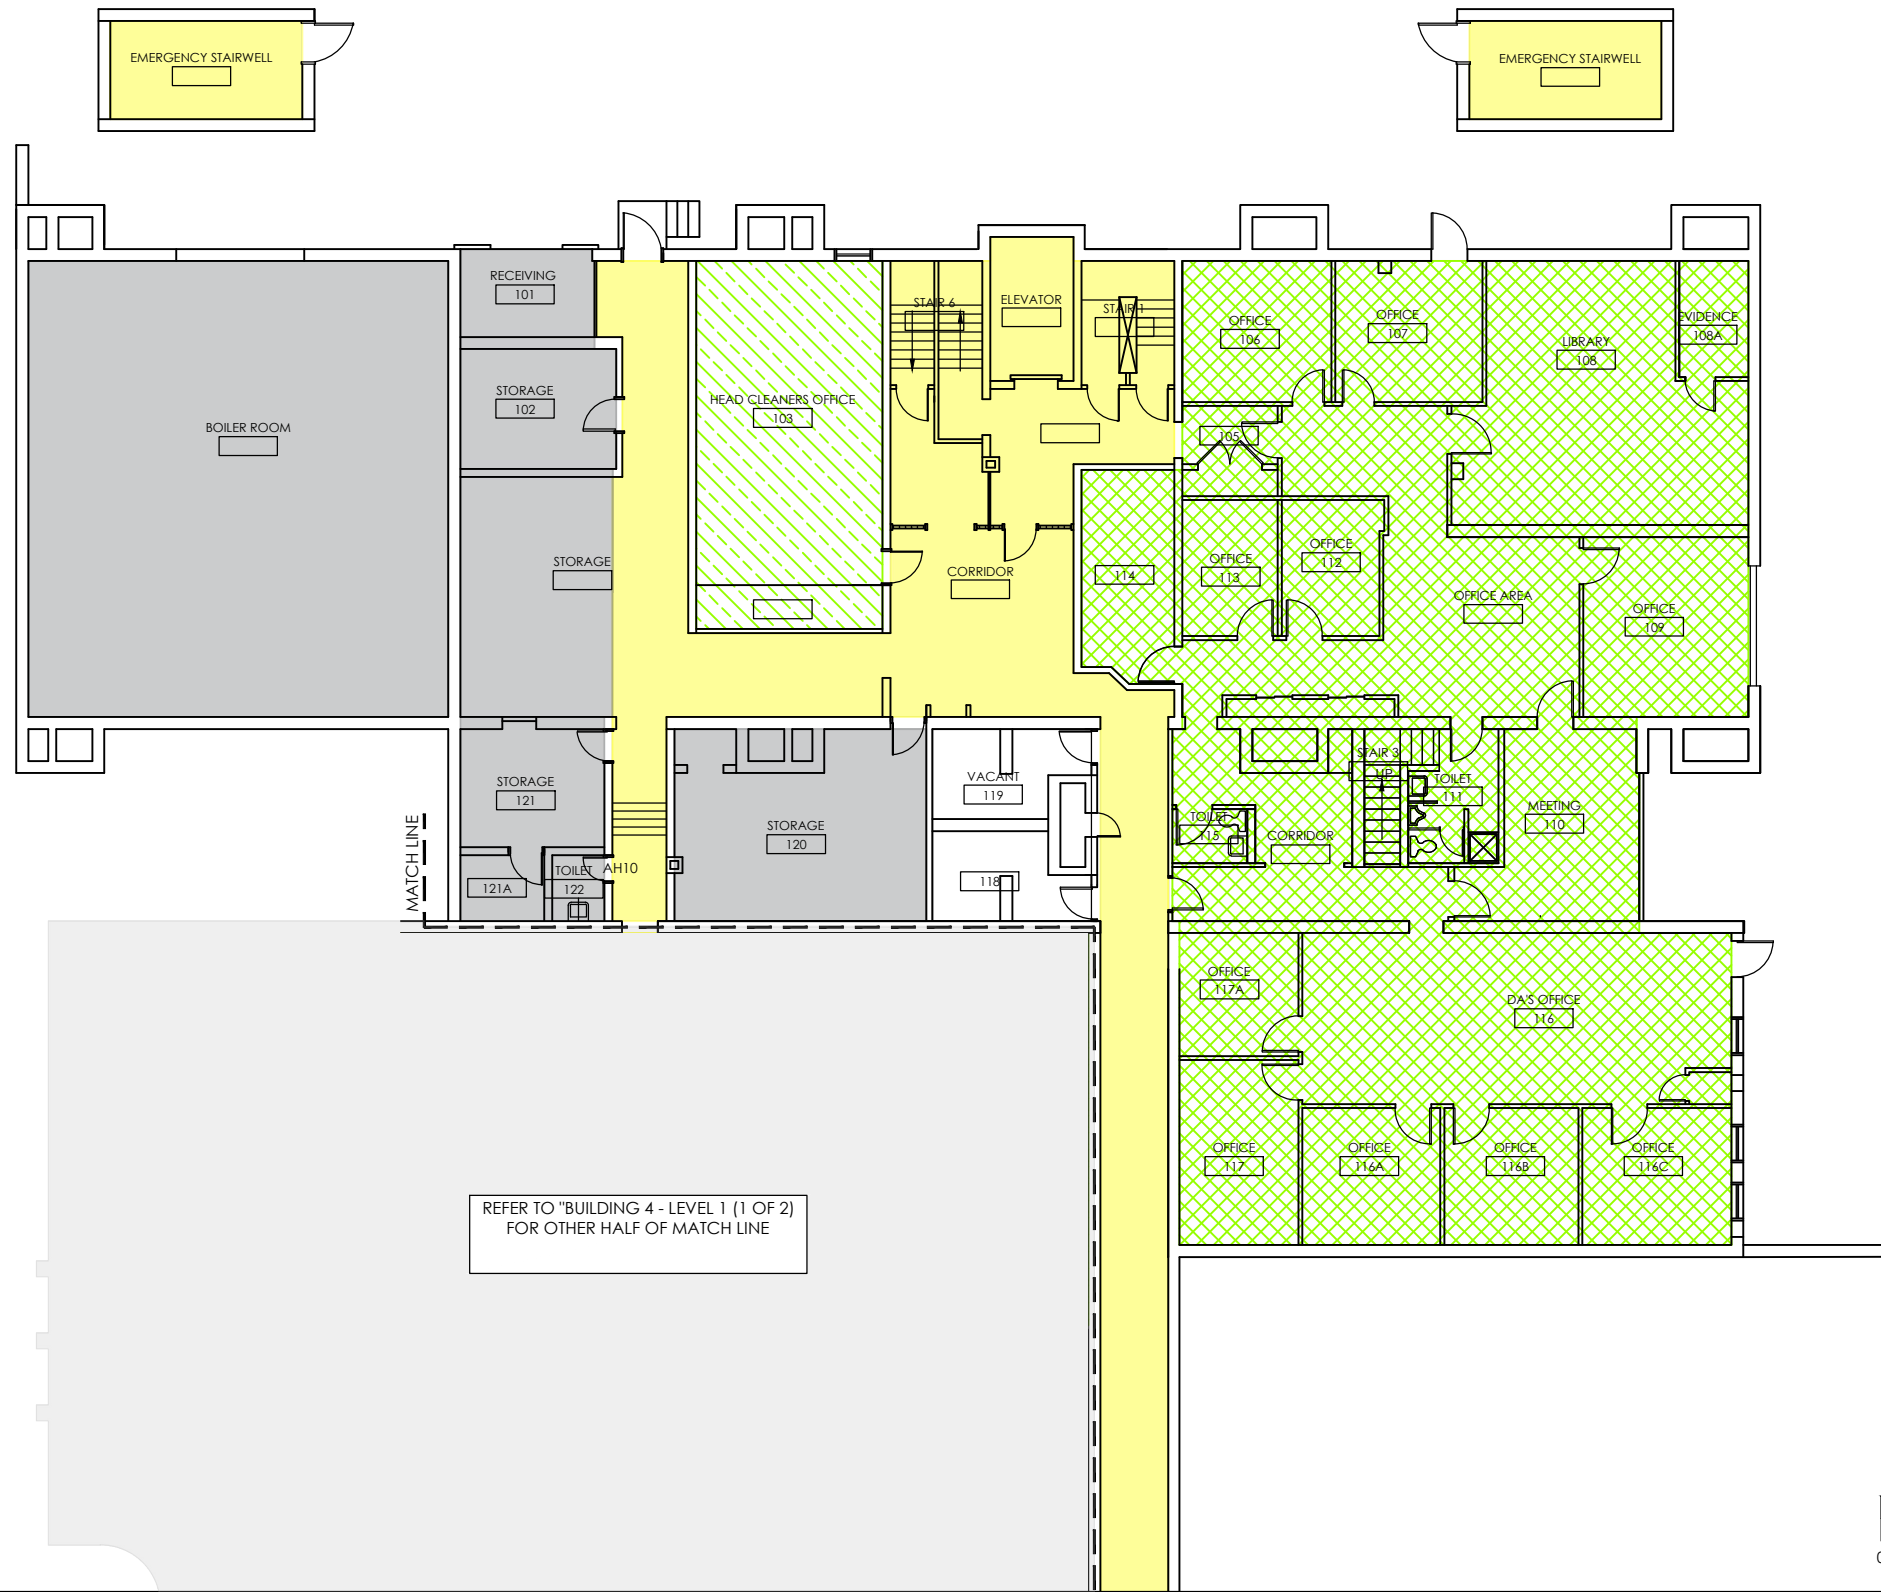 EMERGENCY STAIRWELL
EMERGENCY STAIRWELL
RECEIVING
101
STORAGE
102
BOILER ROOM
STORAGE
HEAD CLEANERS OFFICE
103
STAIR 6
ELEVATOR
STAIR 1
CORRIDOR
OFFICE
106
OFFICE
107
LIBRARY
108
EVIDENCE
108A
105
114
OFFICE
113
OFFICE
112
OFFICE AREA
OFFICE
109
STORAGE
121
121A
TOILET
122
AH10
STORAGE
120
VACANT
119
118
STAIR 3
UP
TOILET
111
TOILET
115
CORRIDOR
MEETING
110
MATCH LINE
OFFICE
117A
DA'S OFFICE
116
OFFICE
117
OFFICE
116A
OFFICE
116B
OFFICE
116C
REFER TO "BUILDING 4 - LEVEL 1 (1 OF 2)
FOR OTHER HALF OF MATCH LINE